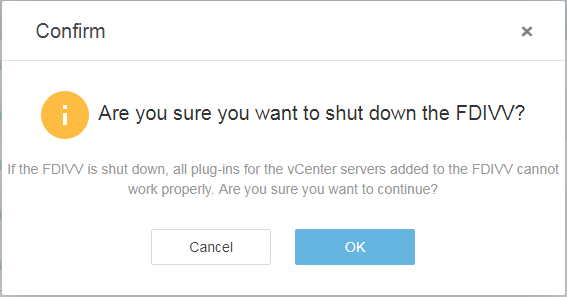 Confirm
Are you sure you want to shut down the FDIVV?
If the FDIVV is shut down, all plug-ins for the vCenter servers added to the FDIVV cannot
work properly. Are you sure you want to continue?
Cancel
OK